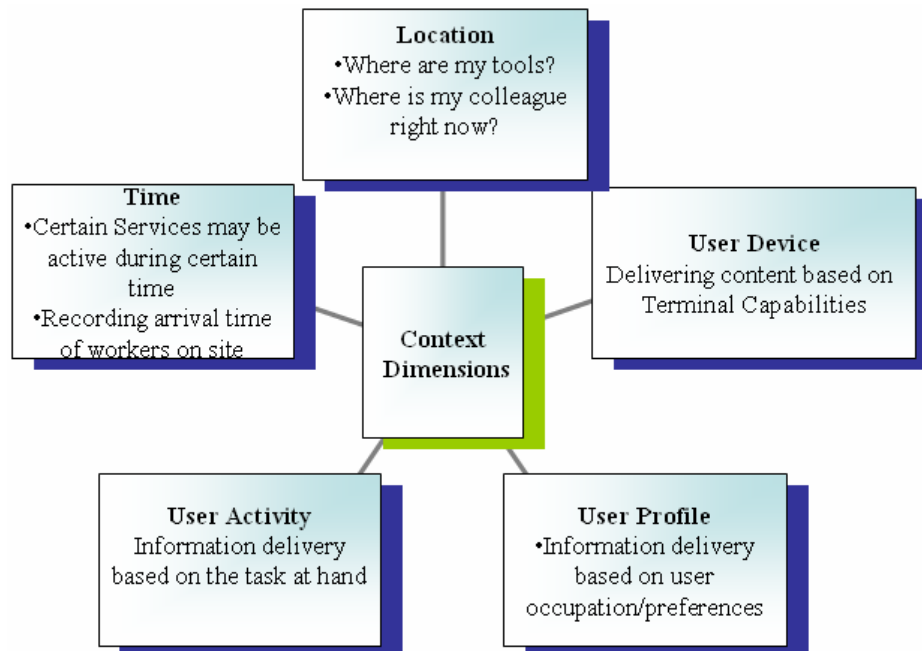 Location
•Where are my tools?
•Where is my colleague
right now?
Time
•Certain Services may be
active during certain
time
•Recording arrival time
of workers on site
User Device
Delivering content based on
Terminal Capabilities
Context
Dimensions
User Activity
Information delivery
based on the task at hand
User Profile
•Information delivery
based on user
occupation/preferences